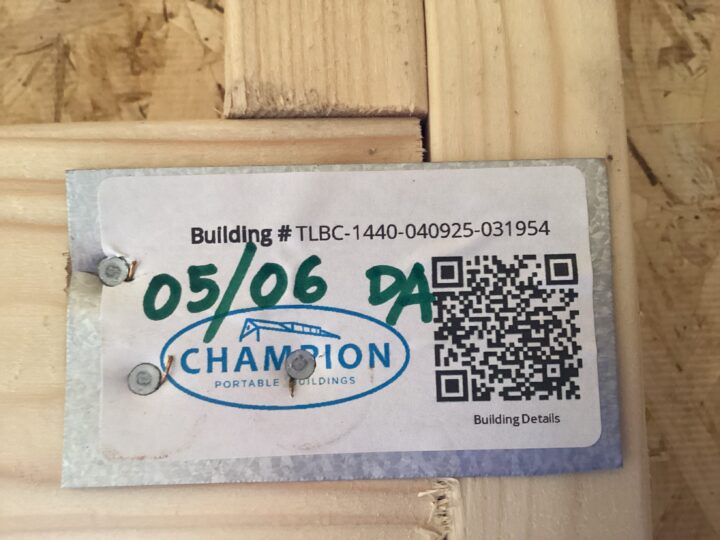 Building # TLBC-1440-040925-031954
05/06 DA
CHAMPION
PORTABLE BUILDINGS
Building Details